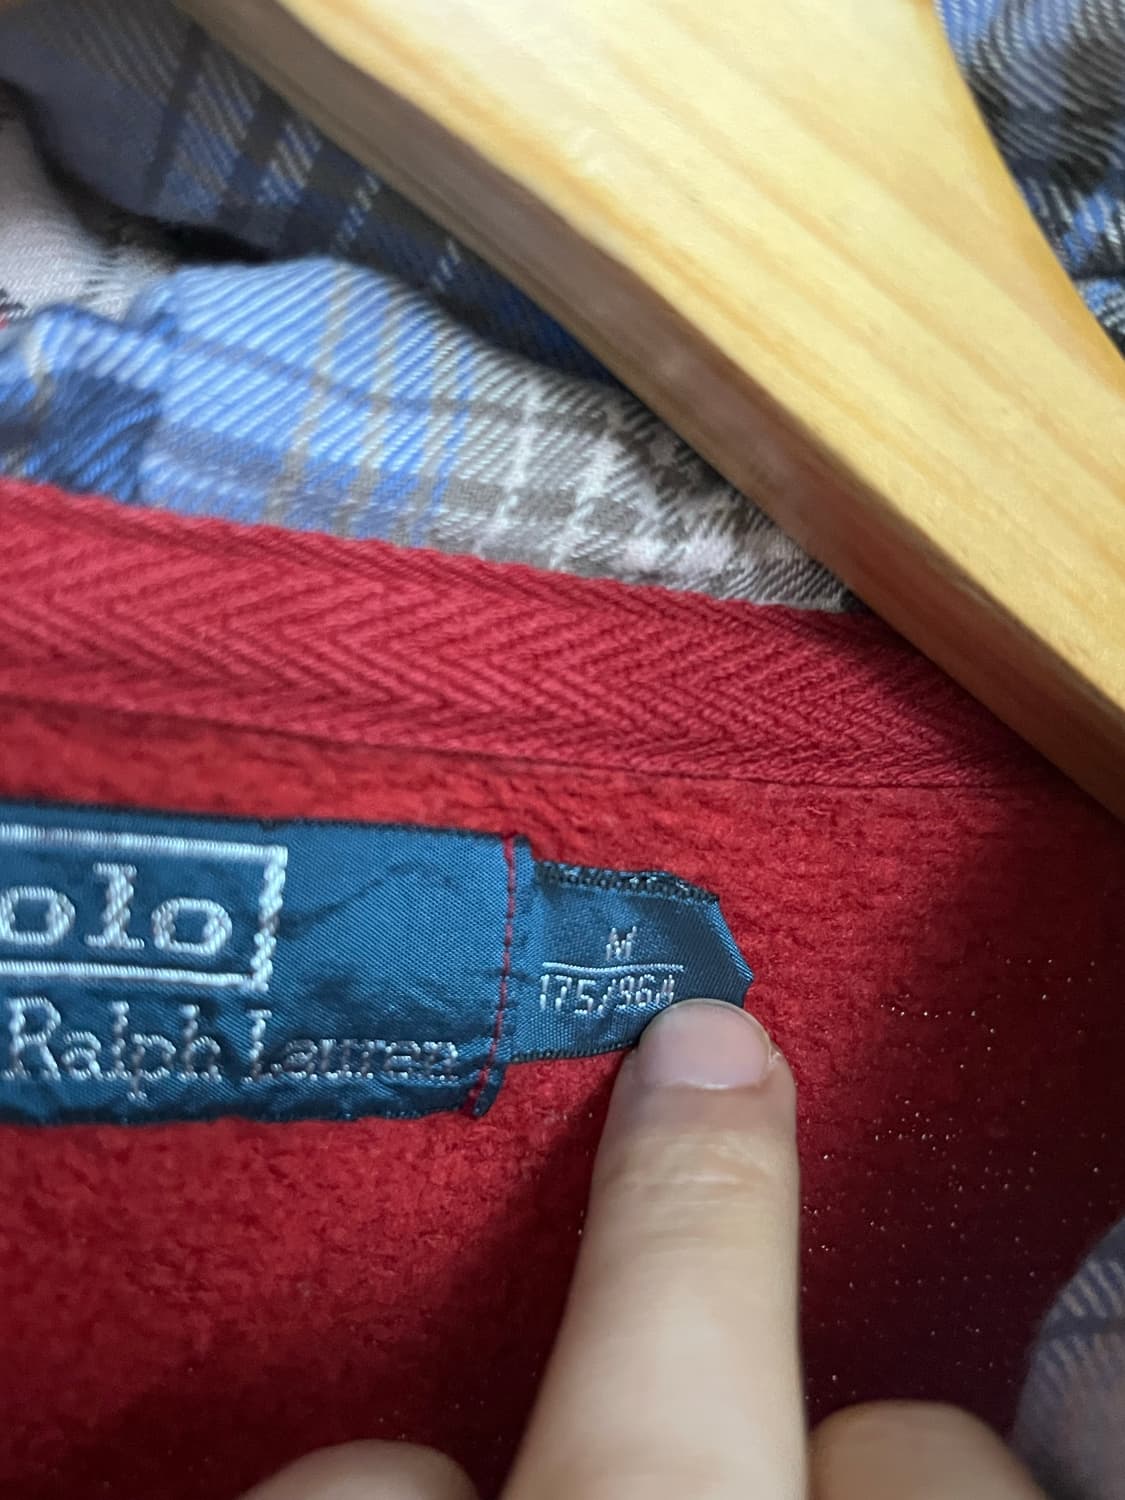 olo
Ralph Lauren
M
175/96A